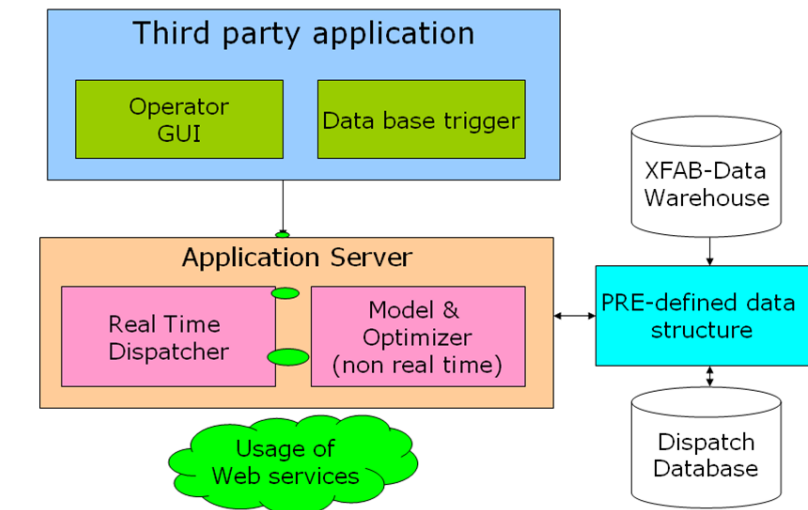 Third party application
Operator
GUI
Data base trigger
XFAB-Data
Warehouse
Application Server
Real Time
Dispatcher
Model &
Optimizer
(non real time)
PRE-defined data
structure
Usage of
Web services
Dispatch
Database